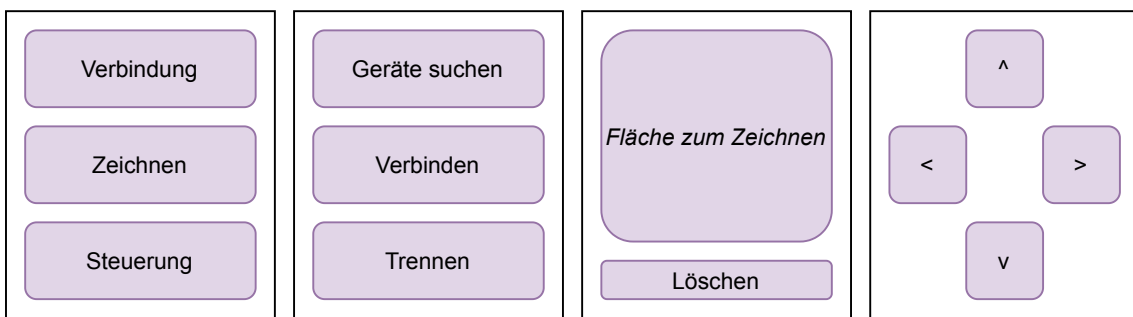 Verbindung
Zeichnen
Steuerung
Geräte suchen
Verbinden
Trennen
Fläche zum Zeichnen
Löschen
^
<
>
v